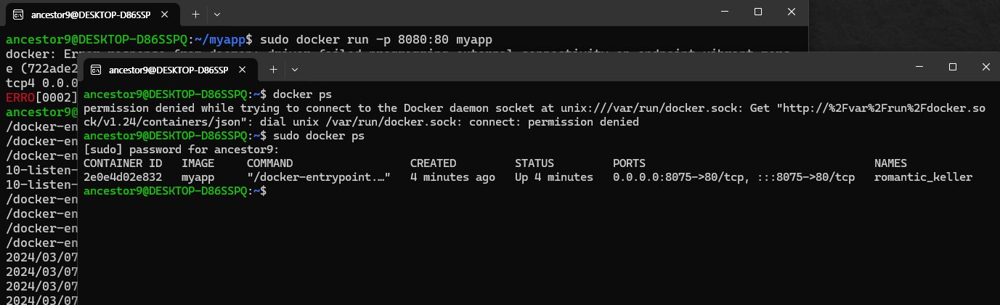 ancestor9@DESKTOP-D86SSP
ancestor9@DESKTOP-D86SSPQ:~/myapp$ sudo docker run -p 8080:80 myapp
docker:
e (722ade2
tcp4 0.0.0
ERRO[0002]
ancestor9@
/docker-en
/docker-en
/docker-en
10-listen-
10-listen-
/docker-en
/docker-en
/docker-en
/docker-en
2024/03/07
2024/03/07
2024/03/07
2024/03/07
ancestor9@DESKTOP-D86SSP
ancestor9@DESKTOP-D86SSPQ:~$ docker ps
permission denied while trying to connect to the Docker daemon socket at unix:///var/run/docker.sock: Get "http://%2Fvar%2Frun%2Fdocker.so
ck/v1.24/containers/json": dial unix /var/run/docker.sock: connect: permission denied
ancestor9@DESKTOP-D86SSPQ:~$ sudo docker ps
[sudo] password for ancestor9:
CONTAINER ID IMAGE COMMAND CREATED STATUS PORTS NAMES
2e0e4d02e832 myapp "/docker-entrypoint.…" 4 minutes ago Up 4 minutes 0.0.0.0:8075->80/tcp, :::8075->80/tcp romantic_keller
ancestor9@DESKTOP-D86SSPQ:~$